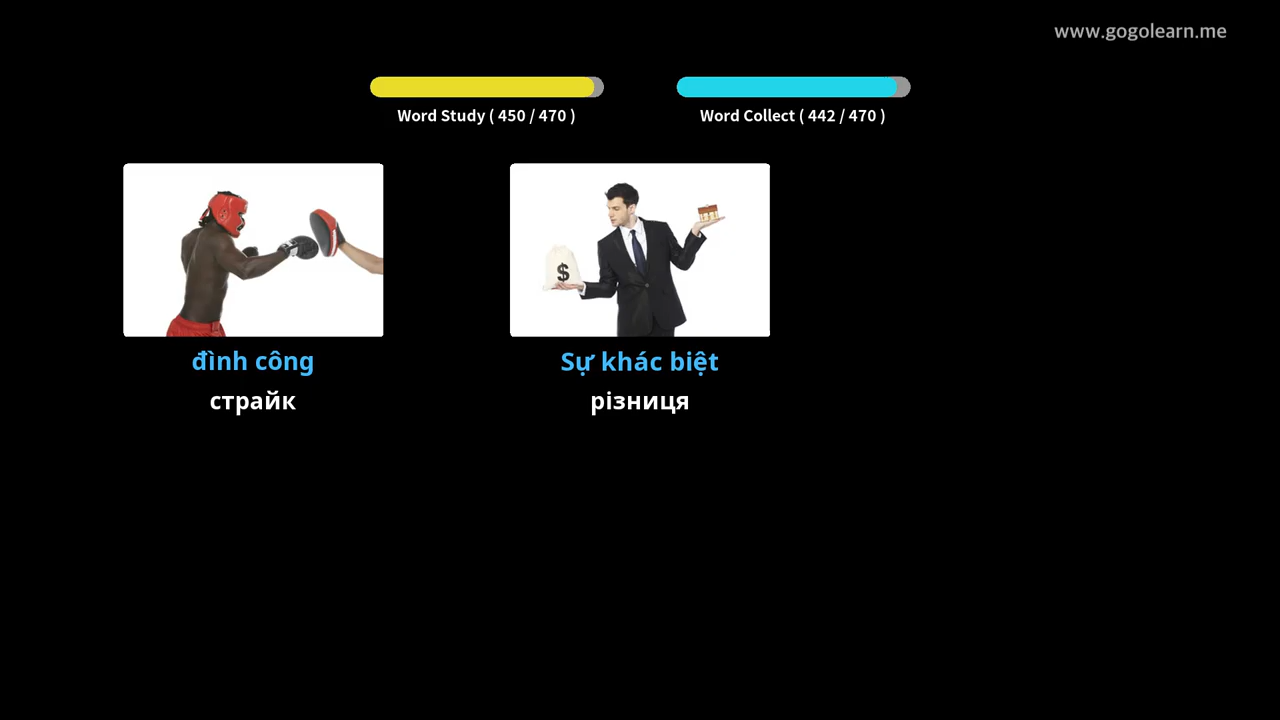 www.gogolearn.me
Word Study ( 450 / 470 )
Word Collect ( 442 / 470 )
$
đình công
Sự khác biệt
страйк
різниця